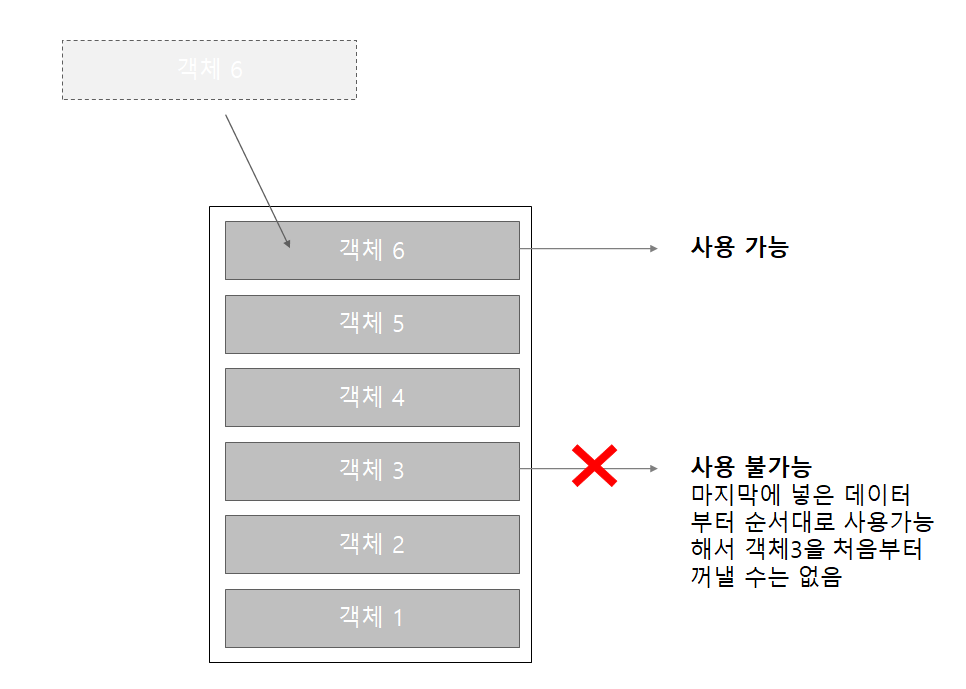 객체 6
객체 6
사용 가능
객체 5
객체 4
객체 3
사용 불가능
마지막에 넣은 데이터
부터 순서대로 사용가능
해서 객체3을 처음부터
꺼낼 수는 없음
객체 2
객체 1